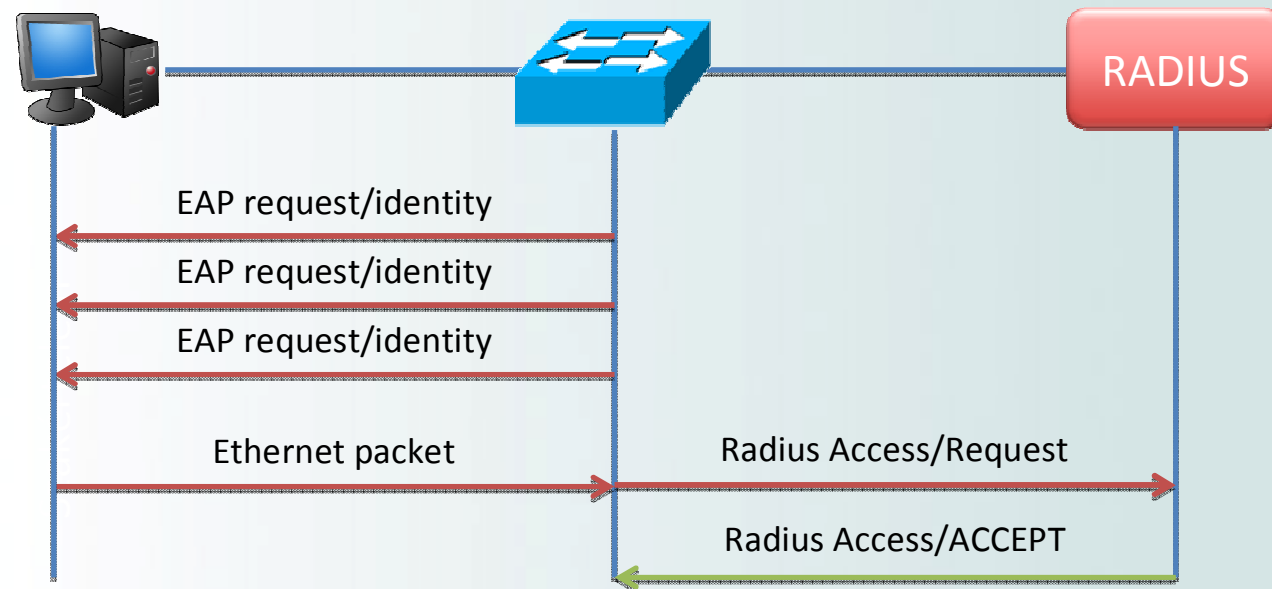 RADIUS
EAP request/identity
EAP request/identity
EAP request/identity
Ethernet packet
Radius Access/Request
Radius Access/ACCEPT